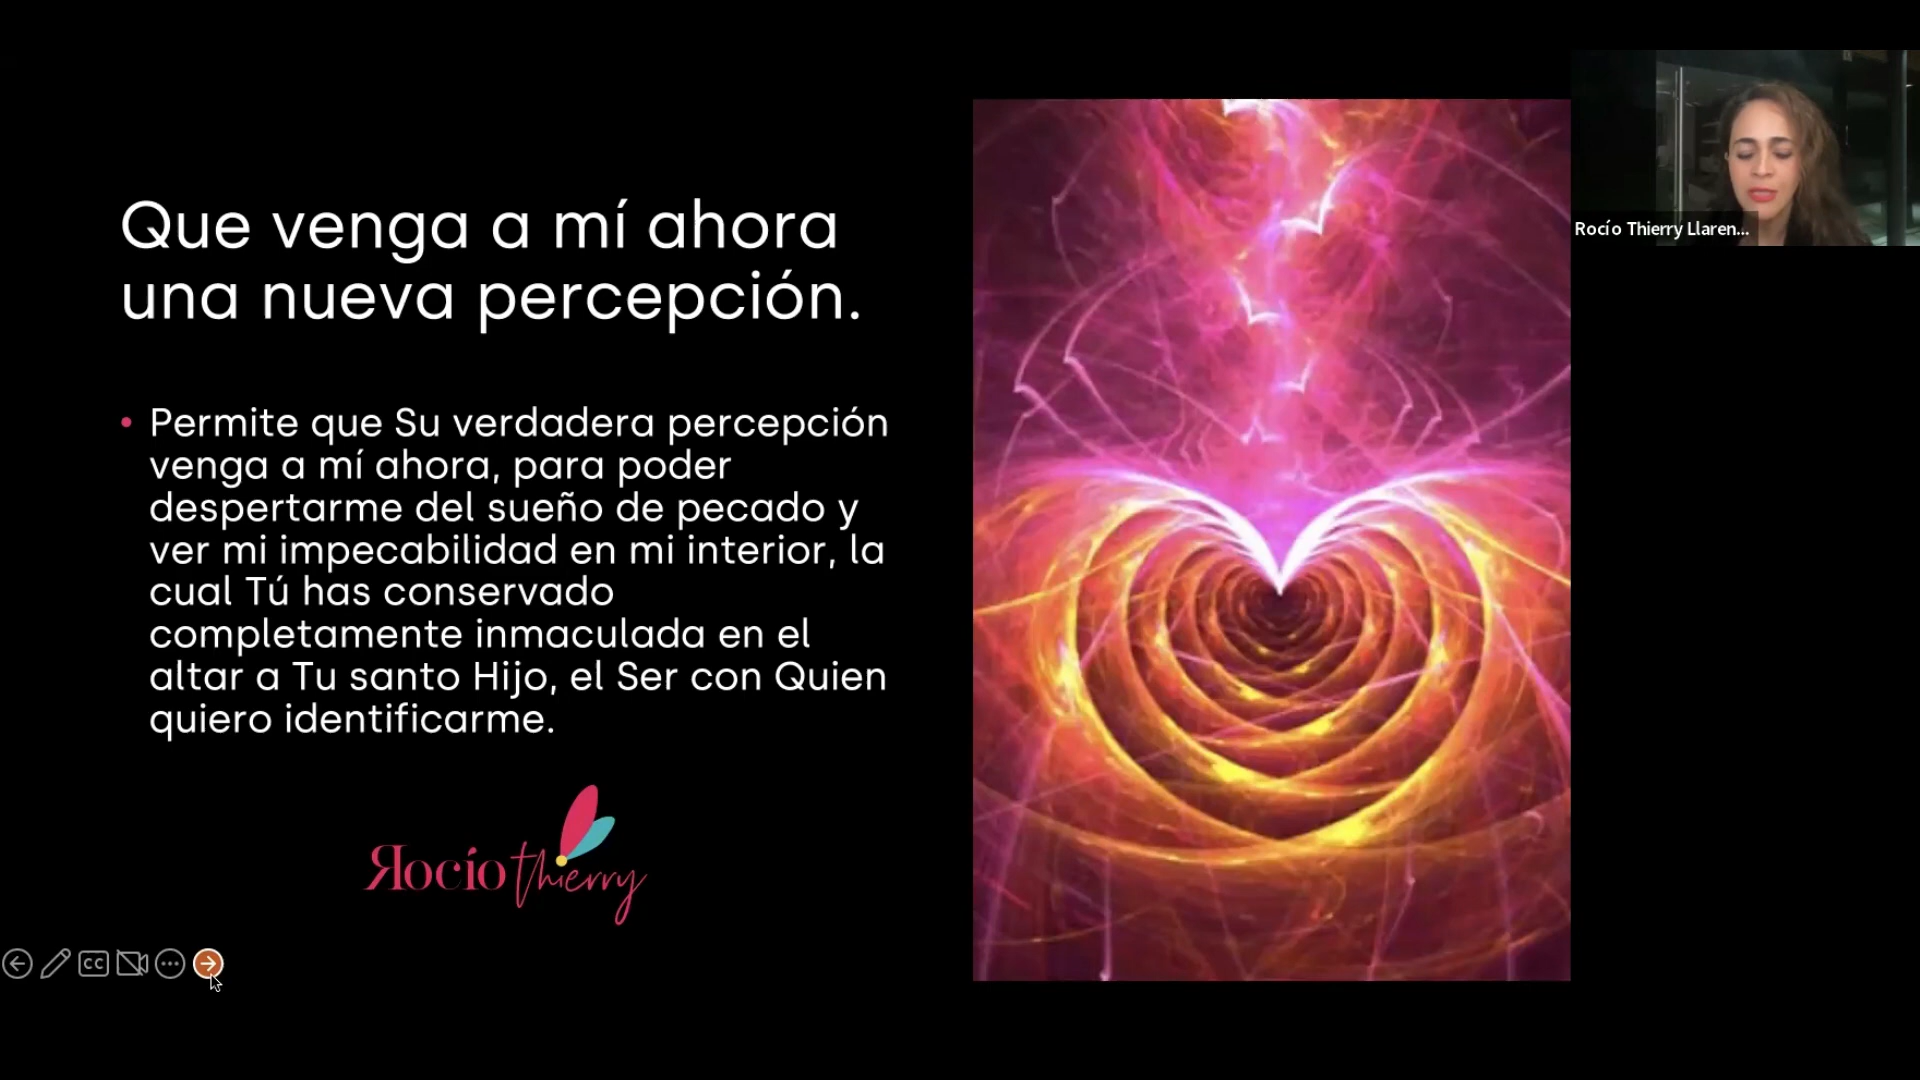 Que venga a mí ahora
una nueva percepción.
• Permite que Su verdadera percepción
venga a mí ahora, para poder
despertarme del sueño de pecado y
ver mi impecabilidad en mi interior, la
cual Tú has conservado
completamente inmaculada en el
altar a Tu santo Hijo, el Ser con Quien
quiero identificarme.
Rocío thierry
CC
Rocío Thierry Llaren...